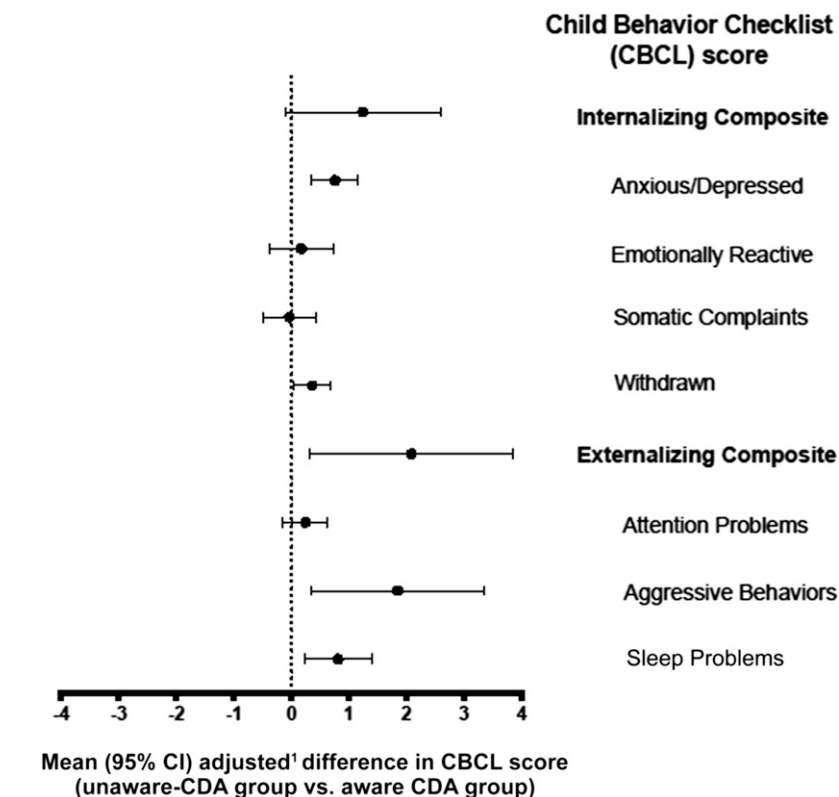 Child Behavior Checklist
(CBCL) score
Internalizing Composite
Anxious/Depressed
Emotionally Reactive
Somatic Complaints
Withdrawn
Externalizing Composite
Attention Problems
Aggressive Behaviors
Sleep Problems
-4 -3 -2 -1 0 1 2 3 4
Mean (95% CI) adjusted¹ difference in CBCL score
(unaware-CDA group vs. aware CDA group)